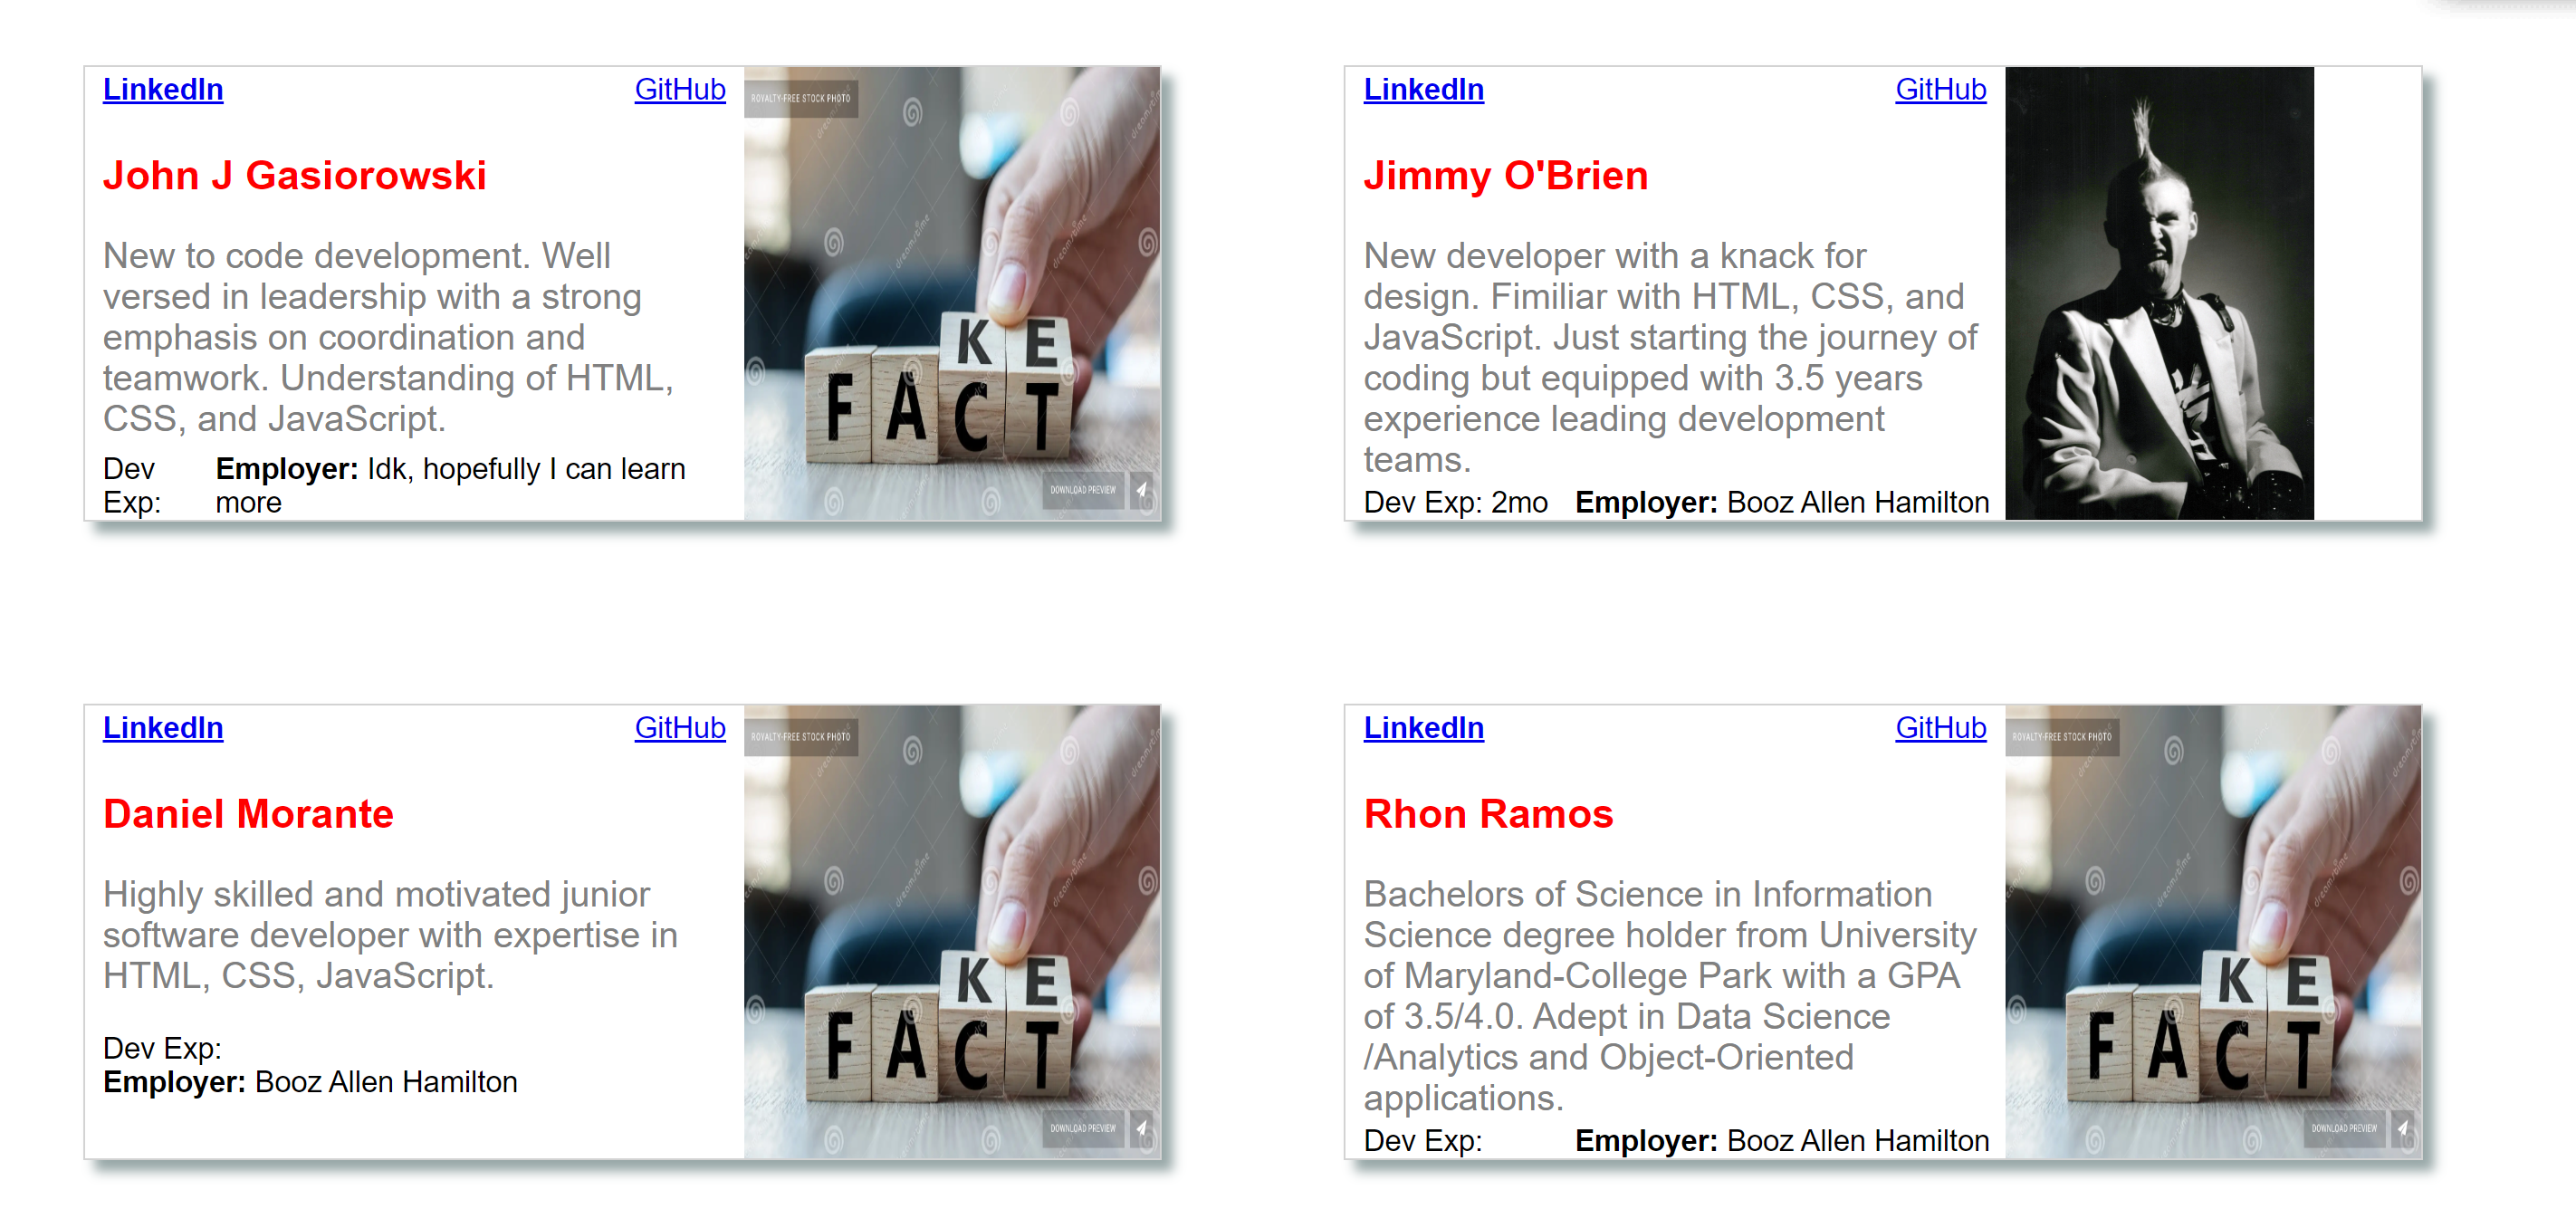 LinkedIn GitHub
John J Gasiorowski
New to code development. Well
versed in leadership with a strong
emphasis on coordination and
teamwork. Understanding of HTML,
CSS, and JavaScript.
Dev Employer: Idk, hopefully I can learn
Exp: more
ROYALTY-FREE STOCK PHOTO
dreamstime
K E
F A C T
DOWNLOAD PREVIEW
LinkedIn GitHub
Jimmy O'Brien
New developer with a knack for
design. Fimiliar with HTML, CSS, and
JavaScript. Just starting the journey of
coding but equipped with 3.5 years
experience leading development
teams.
Dev Exp: 2mo Employer: Booz Allen Hamilton
LinkedIn GitHub
Daniel Morante
Highly skilled and motivated junior
software developer with expertise in
HTML, CSS, JavaScript.
Dev Exp:
Employer: Booz Allen Hamilton
ROYALTY-FREE STOCK PHOTO
dreamstime
K E
F A C T
DOWNLOAD PREVIEW
LinkedIn GitHub
Rhon Ramos
Bachelors of Science in Information
Science degree holder from University
of Maryland-College Park with a GPA
of 3.5/4.0. Adept in Data Science
/Analytics and Object-Oriented
applications.
Dev Exp: Employer: Booz Allen Hamilton
ROYALTY-FREE STOCK PHOTO
dreamstime
K E
F A C T
DOWNLOAD PREVIEW